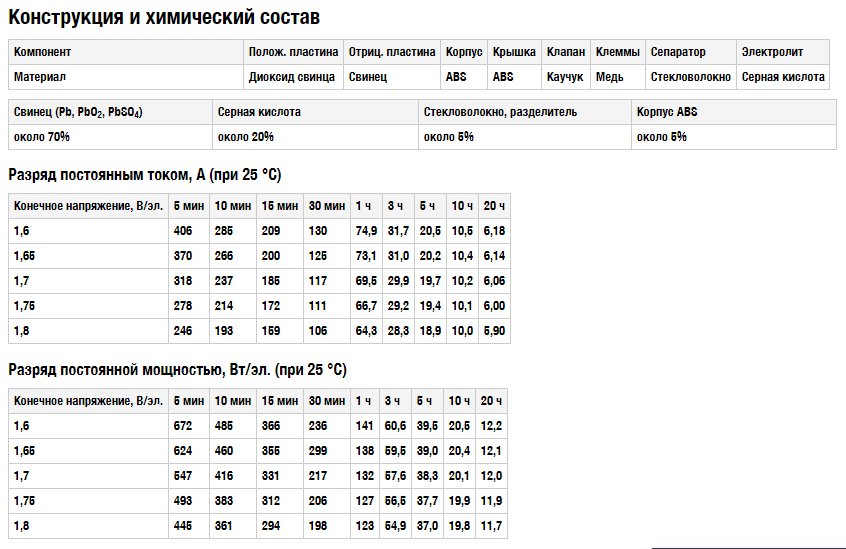 Конструкция и химический состав
Компонент Полож. пластина Отриц. пластина Корпус Крышка Клапан Клеммы Сепаратор Электролит
Материал Диоксид свинца Свинец ABS ABS Каучук Медь Стекловолокно Серная кислота
Свинец (Pb, PbO2, PbSO4) Серная кислота Стекловолокно, разделитель Корпус ABS
около 70% около 20% около 5% около 5%
Разряд постоянным током, А (при 25 °C)
Конечное напряжение, В/эл. 5 мин 10 мин 15 мин 30 мин 1 ч 3 ч 5 ч 10 ч 20 ч
1,6 406 285 209 130 74,9 31,7 20,5 10,5 6,18
1,65 370 266 200 125 73,1 31,0 20,2 10,4 6,14
1,7 318 237 185 117 69,5 29,9 19,7 10,2 6,06
1,75 278 214 172 111 66,7 29,2 19,4 10,1 6,00
1,8 246 193 159 106 64,3 28,3 18,9 10,0 5,90
Разряд постоянной мощностью, Вт/эл. (при 25 °C)
Конечное напряжение, В/эл. 5 мин 10 мин 15 мин 30 мин 1 ч 3 ч 5 ч 10 ч 20 ч
1,6 672 485 366 236 141 60,6 39,5 20,5 12,2
1,65 624 460 355 299 138 59,5 39,0 20,4 12,1
1,7 547 416 331 217 132 57,6 38,3 20,1 12,0
1,75 493 383 312 206 127 56,5 37,7 19,9 11,9
1,8 445 361 294 198 123 54,9 37,0 19,8 11,7